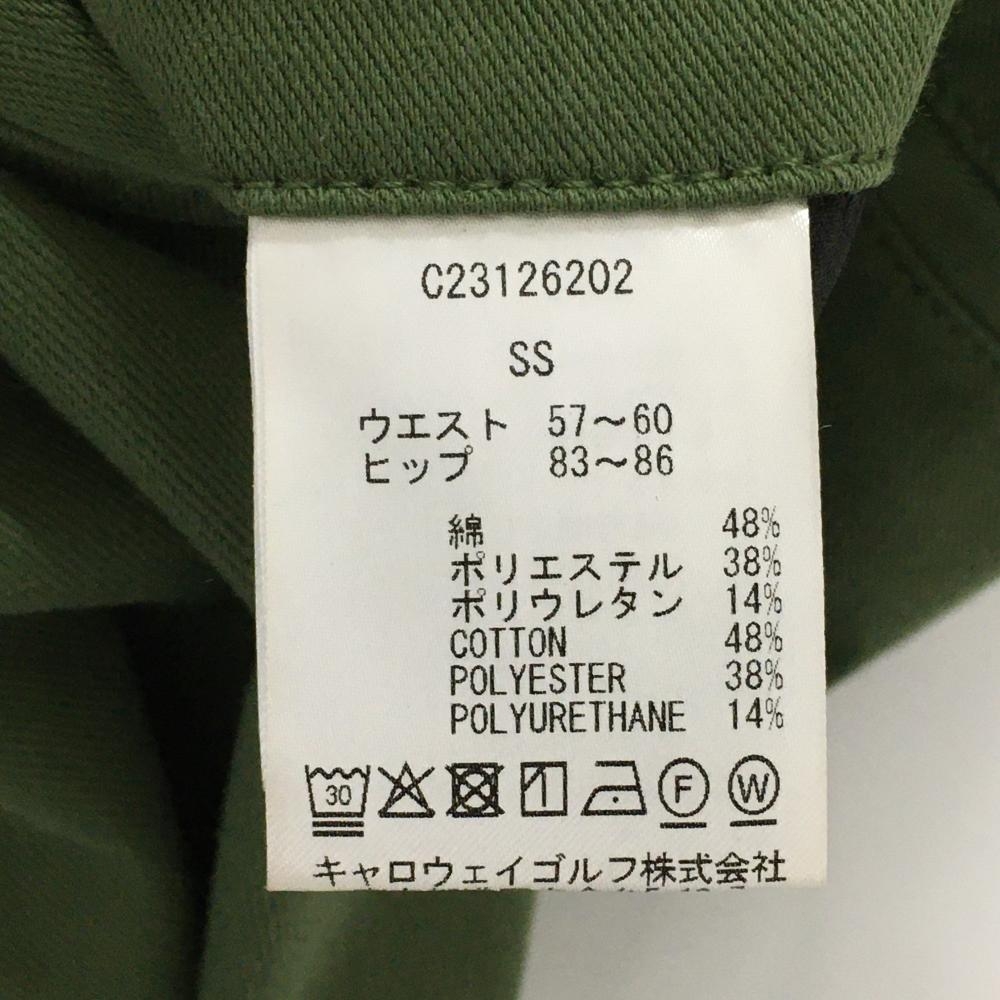 C23126202
SS
ウエスト 57～60
ヒップ 83～86
綿 48%
ポリエステル 38%
ポリウレタン 14%
COTTON 48%
POLYESTER 38%
POLYURETHANE 14%
30 F W
キャロウェイゴルフ株式会社